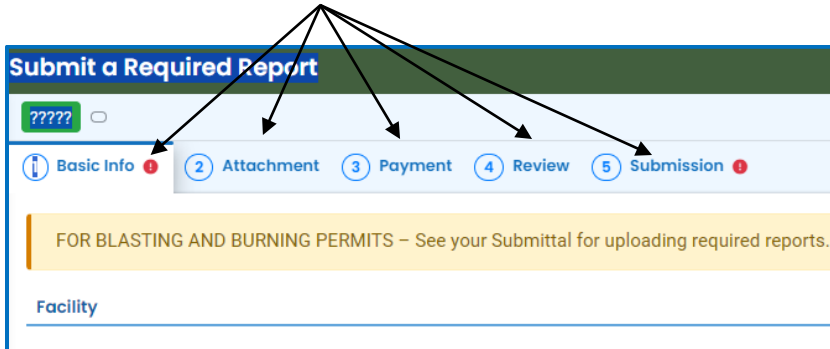 Submit a Required Report
?????
Basic Info
2 Attachment
3 Payment
4 Review
5 Submission
FOR BLASTING AND BURNING PERMITS – See your Submittal for uploading required reports.
Facility